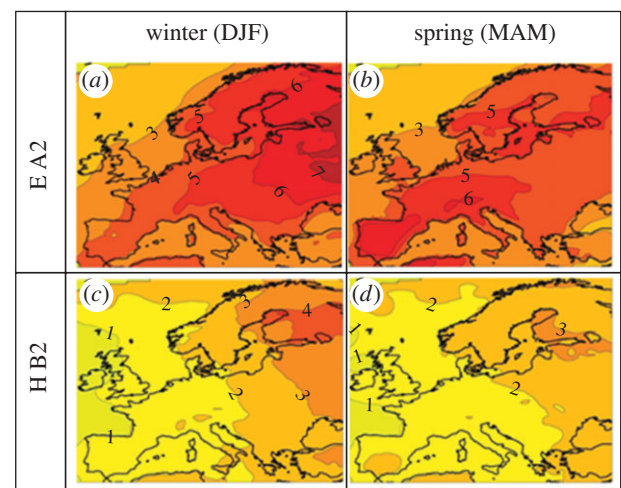 winter (DJF) spring (MAM)
E A2
(a) 3 4 5 5 6 6 7
(b) 3 5 5 6
H B2
(c) 1 1 2 2 3 3 4
(d) 1 1 1 2 2 3